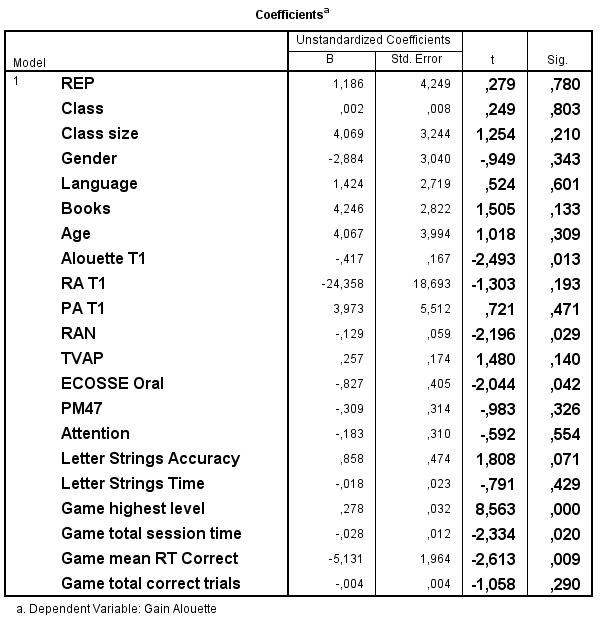 Coefficientsa
Unstandardized Coefficients
Model B Std. Error t Sig.
1 REP 1,186 4,249 ,279 ,780
Class ,002 ,008 ,249 ,803
Class size 4,069 3,244 1,254 ,210
Gender -2,884 3,040 -,949 ,343
Language 1,424 2,719 ,524 ,601
Books 4,246 2,822 1,505 ,133
Age 4,067 3,994 1,018 ,309
Alouette T1 -,417 ,167 -2,493 ,013
RA T1 -24,358 18,693 -1,303 ,193
PA T1 3,973 5,512 ,721 ,471
RAN -,129 ,059 -2,196 ,029
TVAP ,257 ,174 1,480 ,140
ECOSSE Oral -,827 ,405 -2,044 ,042
PM47 -,309 ,314 -,983 ,326
Attention -,183 ,310 -,592 ,554
Letter Strings Accuracy ,858 ,474 1,808 ,071
Letter Strings Time -,018 ,023 -,791 ,429
Game highest level ,278 ,032 8,563 ,000
Game total session time -,028 ,012 -2,334 ,020
Game mean RT Correct -5,131 1,964 -2,613 ,009
Game total correct trials -,004 ,004 -1,058 ,290
a. Dependent Variable: Gain Alouette